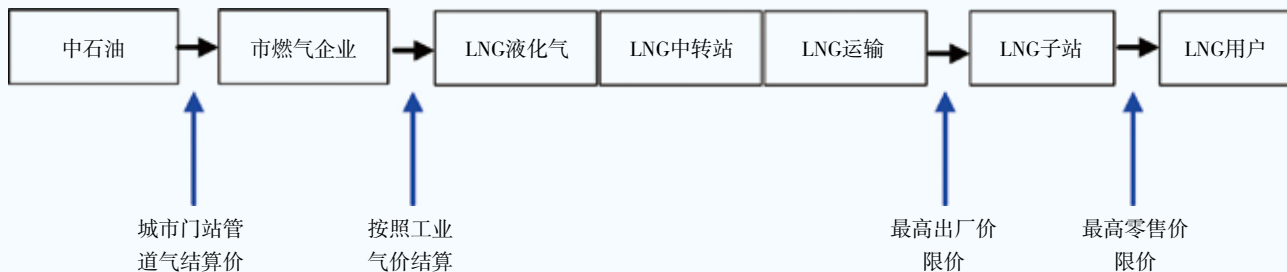 中石油
市燃气企业
LNG液化气
LNG中转站
LNG运输
LNG子站
LNG用户
城市门站管
道气结算价
按照工业
气价结算
最高出厂价
限价
最高零售价
限价